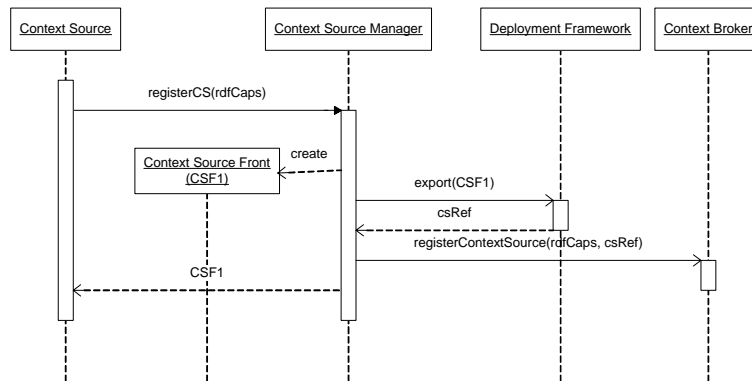 Context Source
Context Source Manager
Deployment Framework
Context Broker
registerCS(rdfCaps)
create
Context Source Front
(CSF1)
export(CSF1)
csRef
registerContextSource(rdfCaps, csRef)
CSF1